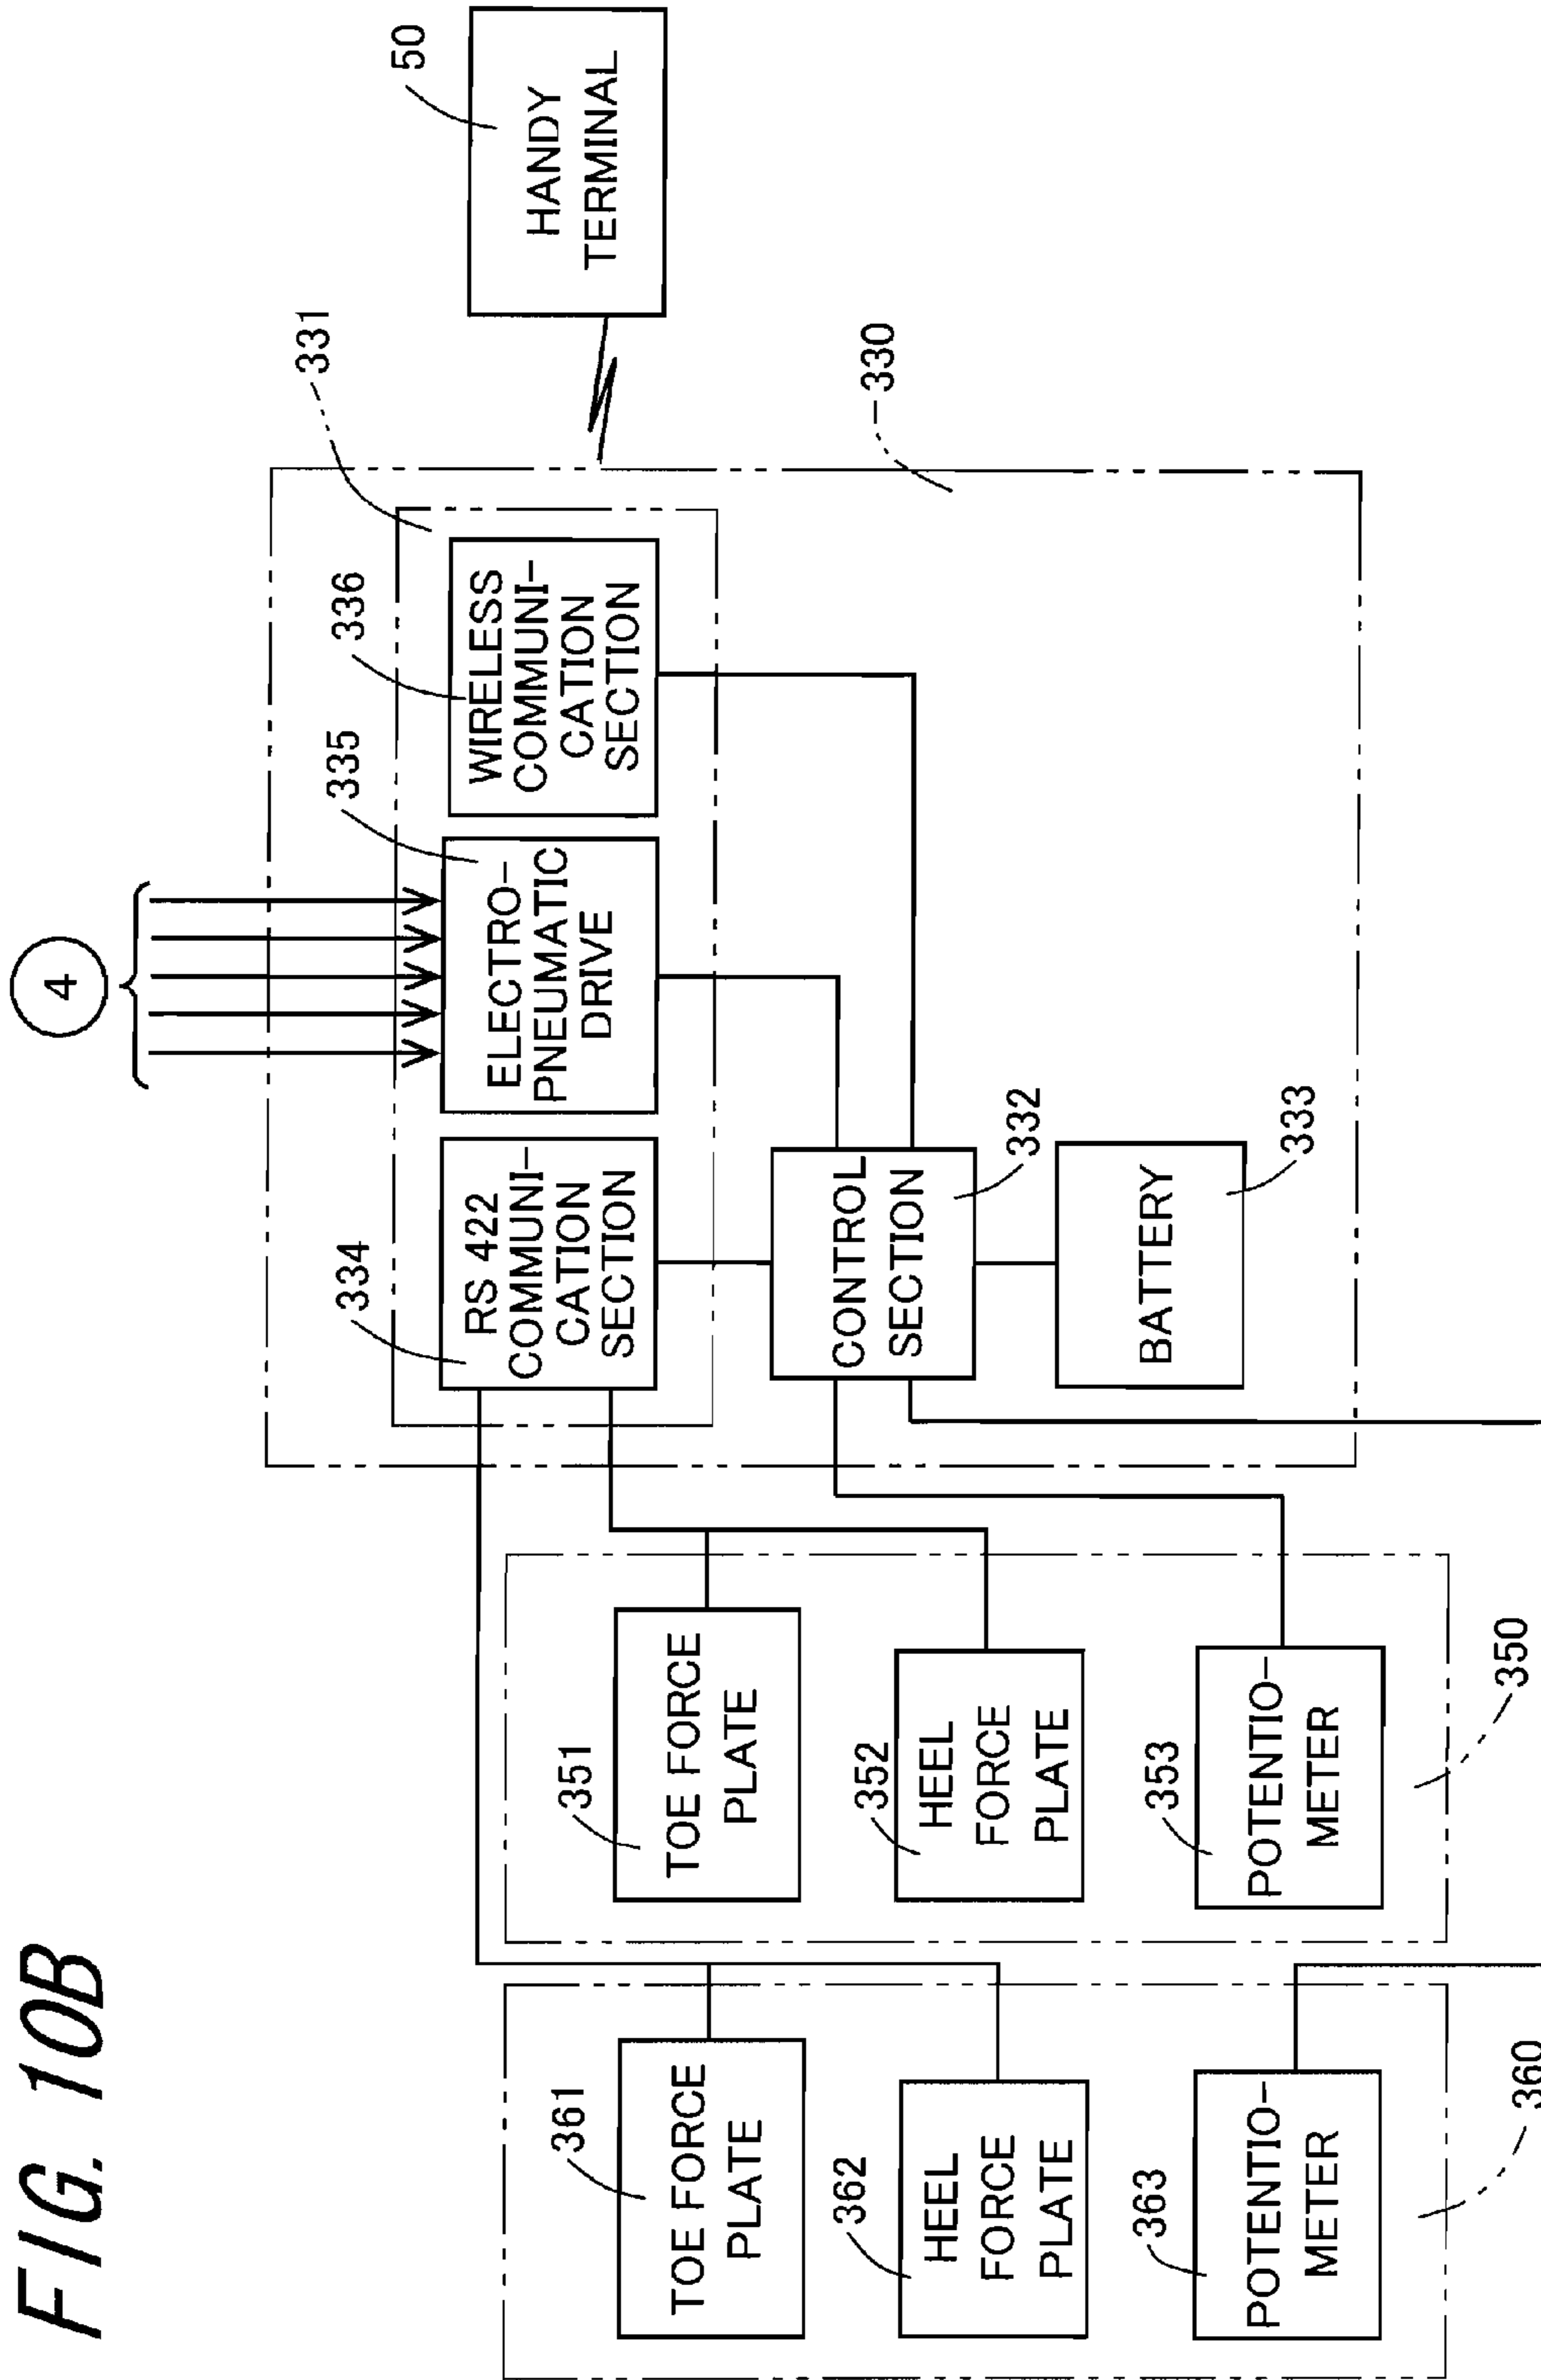 FIG. 10B
4
50
HANDY
TERMINAL
331
330
336
WIRELESS
COMMUNI-
CATION
SECTION
335
ELECTRO-
PNEUMATIC
DRIVE
334
RS 422
COMMUNI-
CATION
SECTION
CONTROL
SECTION
332
BATTERY
333
351
TOE FORCE
PLATE
352
HEEL
FORCE
PLATE
353
POTENTIO-
METER
350
361
TOE FORCE
PLATE
362
HEEL
FORCE
PLATE
363
POTENTIO-
METER
360